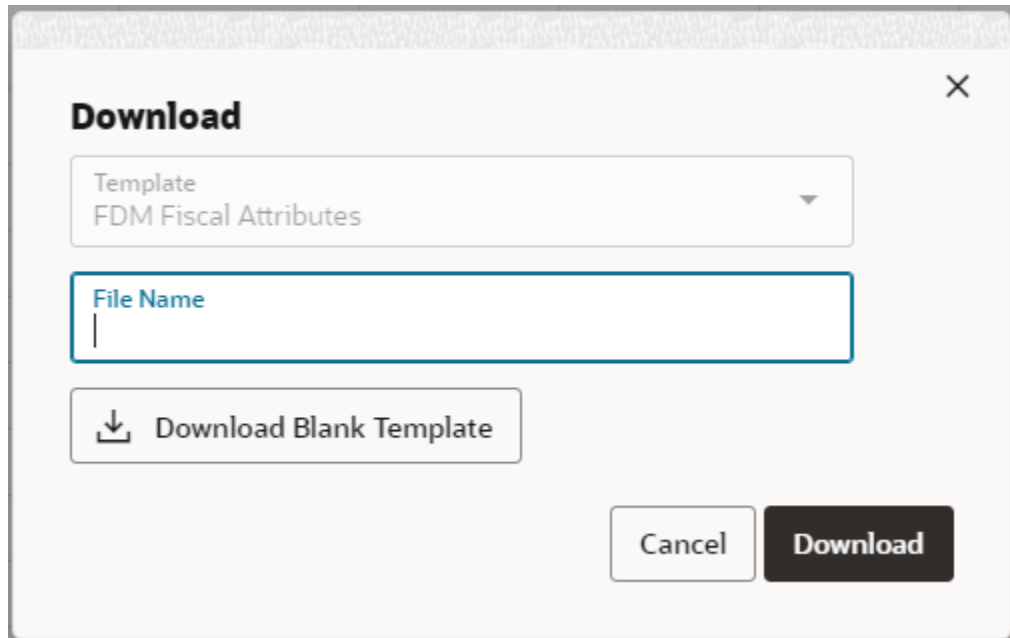 Download
Template
FDM Fiscal Attributes
File Name
Download Blank Template
Cancel
Download